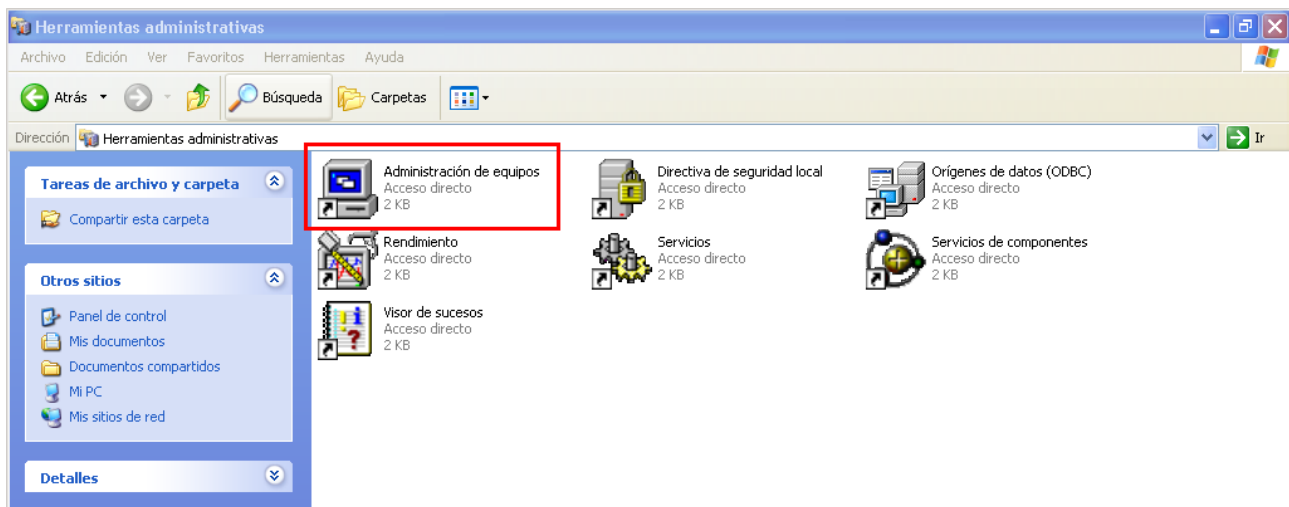 Herramientas administrativas
Archivo Edición Ver Favoritos Herramientas Ayuda
Atrás Búsqueda Carpetas
Dirección Herramientas administrativas Ir
Tareas de archivo y carpeta
Compartir esta carpeta
Otros sitios
Panel de control
Mis documentos
Documentos compartidos
Mi PC
Mis sitios de red
Detalles
Administración de equipos
Acceso directo
2 KB
Directiva de seguridad local
Acceso directo
2 KB
Orígenes de datos (ODBC)
Acceso directo
2 KB
Rendimiento
Acceso directo
2 KB
Servicios
Acceso directo
2 KB
Servicios de componentes
Acceso directo
2 KB
Visor de sucesos
Acceso directo
2 KB